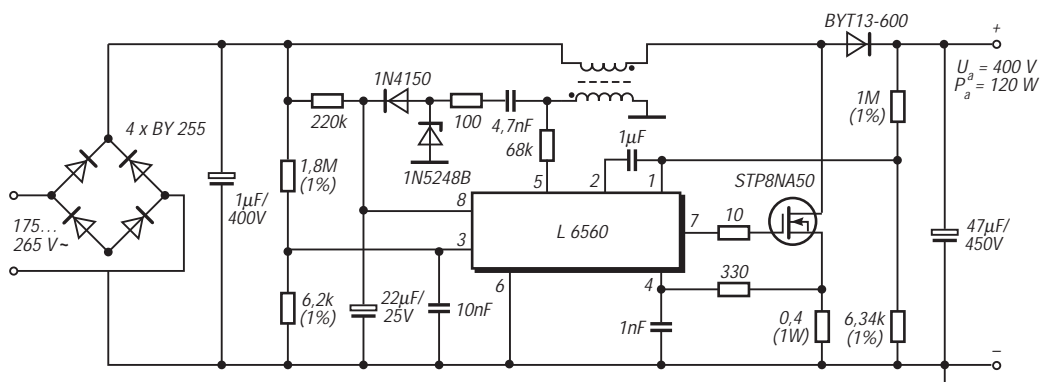 BYT13-600
+
U_a = 400 V
P_a = 120 W
1N4150
220k
100
4,7nF
68k
1µF
1M
(1%)
4 x BY 255
1N5248B
1,8M
(1%)
1µF/
400V
175...
265 V~
5
2
1
STP8NA50
8
3
L 6560
7
10
6
4
330
47µF/
450V
6,2k
(1%)
22µF/
25V
10nF
1nF
0,4
(1W)
6,34k
(1%)
–